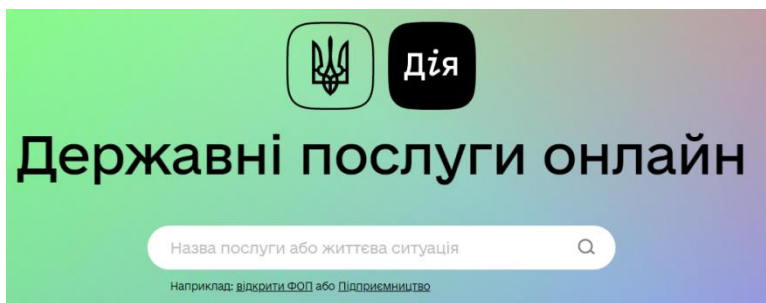 Дія
Державні послуги онлайн
Назва послуги або життєва ситуація
Наприклад: відкрити ФОП або Підприємництво